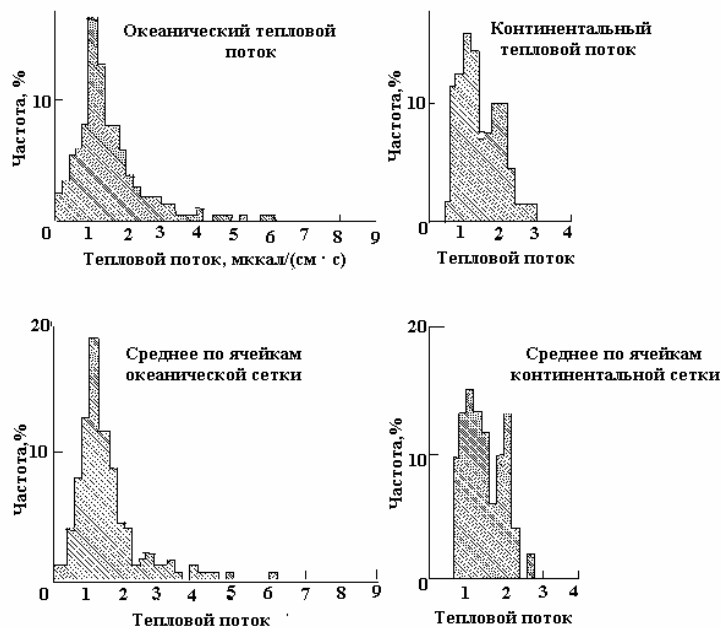 Океанический тепловой
поток
Частота, %
10
0 1 2 3 4 5 6 7 8 9
Тепловой поток, мккал/(см · с)
Континентальный
тепловой поток
Частота, %
10
0 1 2 3 4
Тепловой поток
Среднее по ячейкам
океанической сетки
Частота,%
20
10
0 1 2 3 4 5 6 7 8 9
Тепловой поток
Среднее по ячейкам
континентальной сетки
Частота,%
20
10
0 1 2 3 4
Тепловой поток